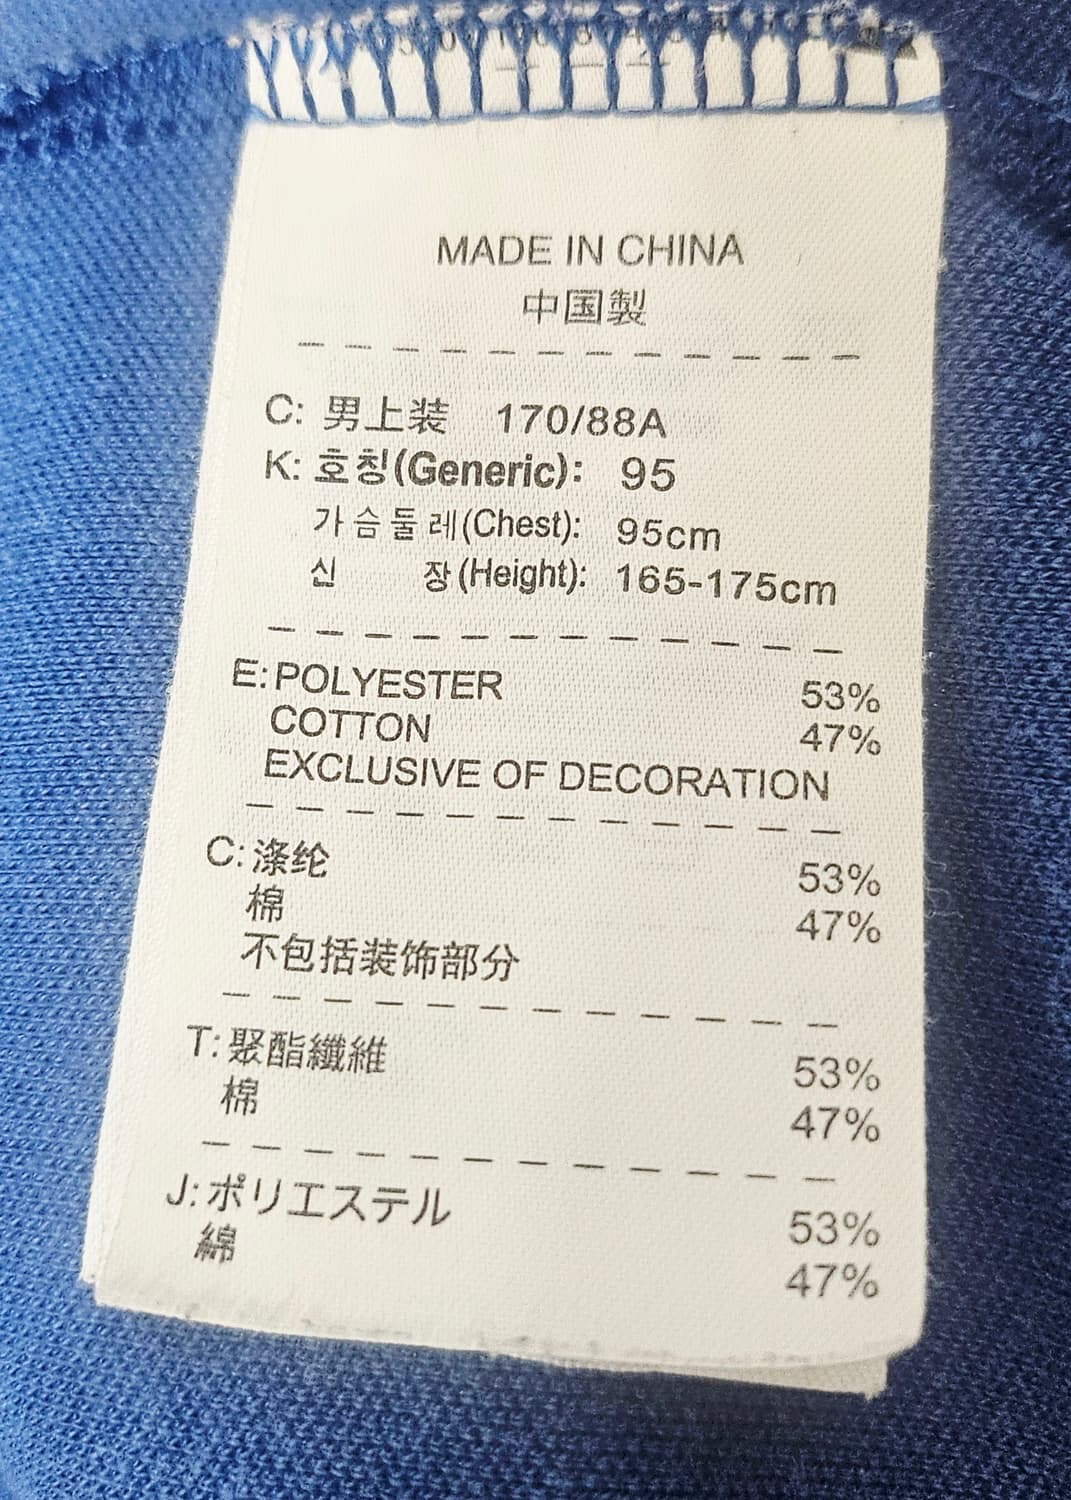 MADE IN CHINA
中国製
C: 男上装 170/88A
K: 호칭(Generic): 95
가슴둘레(Chest): 95cm
신 장(Height): 165-175cm
E:POLYESTER 53%
COTTON 47%
EXCLUSIVE OF DECORATION
C:涤纶 53%
棉 47%
不包括装饰部分
T:聚酯纖維 53%
棉 47%
J:ポリエステル 53%
綿 47%